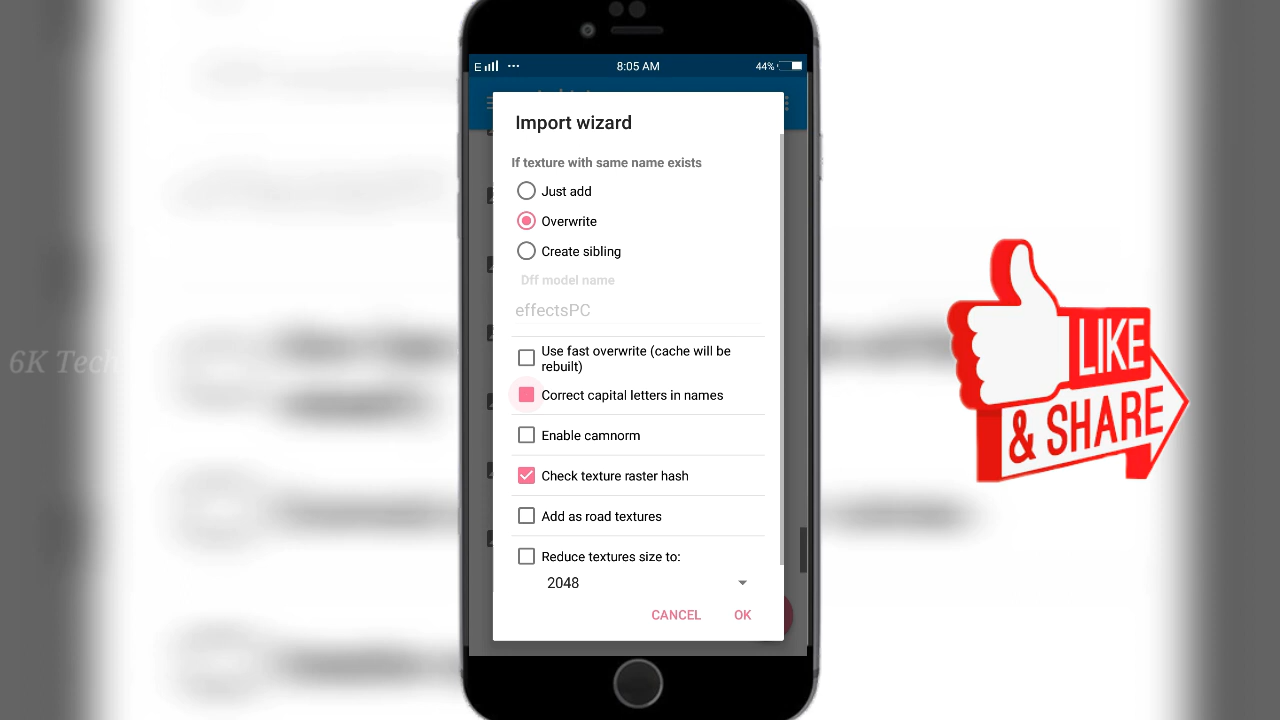 E
8:05 AM
44%
Import wizard
If texture with same name exists
Just add
Overwrite
Create sibling
Dff model name
effectsPC
Use fast overwrite (cache will be
rebuilt)
Correct capital letters in names
Enable camnorm
Check texture raster hash
Add as road textures
Reduce textures size to:
2048
CANCEL
OK
6K Tech
LIKE
& SHARE